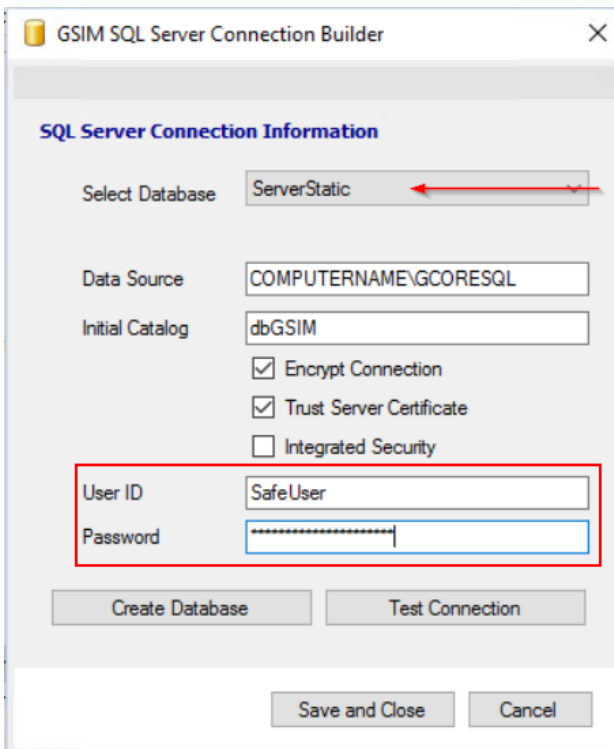 GSIM SQL Server Connection Builder
SQL Server Connection Information
Select Database ServerStatic
Data Source COMPUTERNAME\GCORESQL
Initial Catalog dbGSIM
Encrypt Connection
Trust Server Certificate
Integrated Security
User ID SafeUser
Password **********************
Create Database Test Connection
Save and Close Cancel